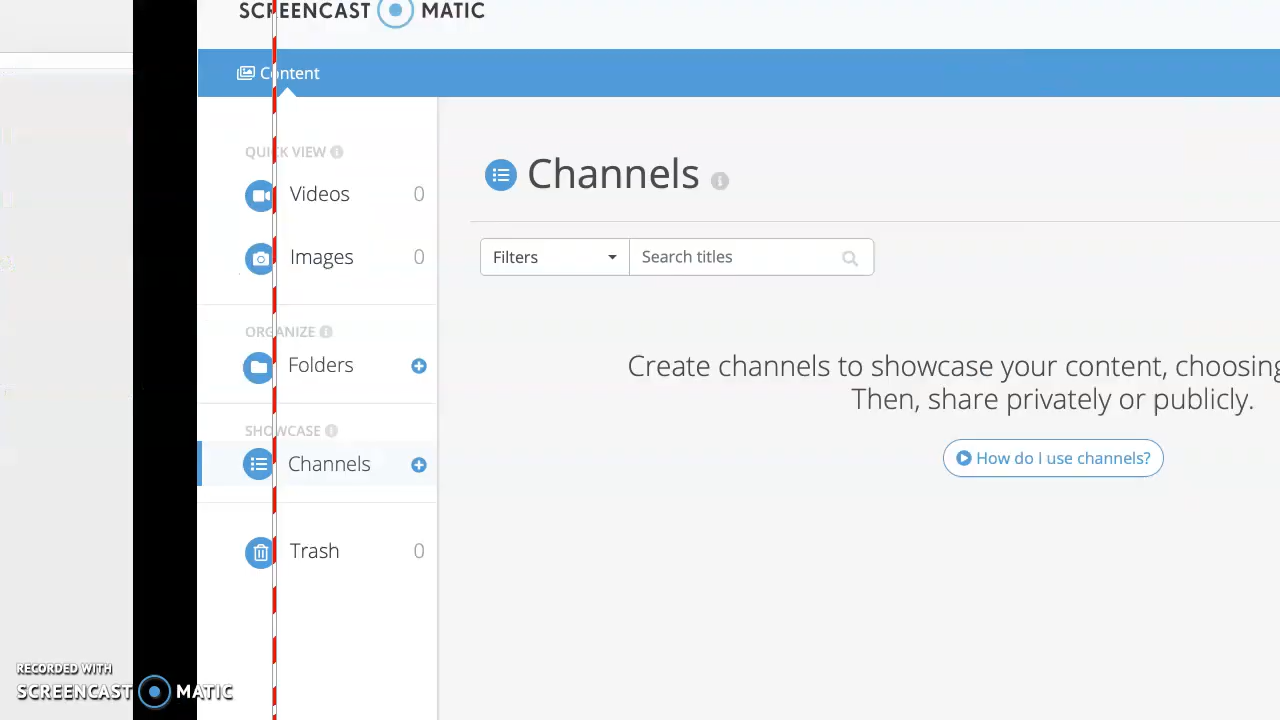 SCREENCAST MATIC
Content
QUICK VIEW
Videos 0
Images 0
ORGANIZE
Folders
SHOWCASE
Channels
Trash 0
Channels
Filters Search titles
Create channels to showcase your content, choosing
Then, share privately or publicly.
How do I use channels?
RECORDED WITH
SCREENCAST MATIC